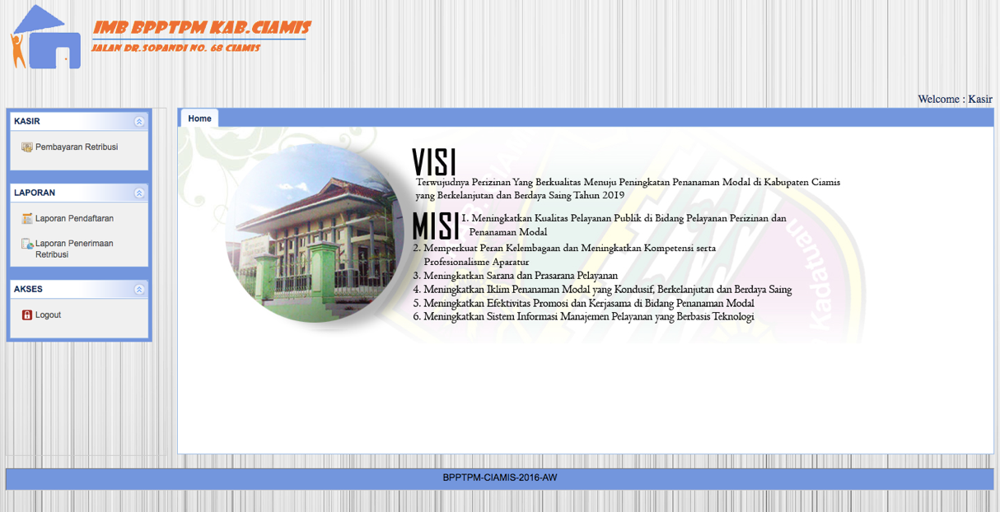 IMB BPPTPM KAB.CIAMIS
JALAN DR.SOPANDI NO. 68 CIAMIS
Welcome : Kasir
KASIR
Pembayaran Retribusi
LAPORAN
Laporan Pendaftaran
Laporan Penerimaan
Retribusi
AKSES
Logout
Home
VISI
Terwujudnya Perizinan Yang Berkualitas Menuju Peningkatan Penanaman Modal di Kabupaten Ciamis
yang Berkelanjutan dan Berdaya Saing Tahun 2019
MISI 1. Meningkatkan Kualitas Pelayanan Publik di Bidang Pelayanan Perizinan dan
Penanaman Modal
2. Memperkuat Peran Kelembagaan dan Meningkatkan Kompetensi serta
Profesionalisme Aparatur
3. Meningkatkan Sarana dan Prasarana Pelayanan
4. Meningkatkan Iklim Penanaman Modal yang Kondusif, Berkelanjutan dan Berdaya Saing
5. Meningkatkan Efektivitas Promosi dan Kerjasama di Bidang Penanaman Modal
6. Meningkatkan Sistem Informasi Manajemen Pelayanan yang Berbasis Teknologi
BPPTPM-CIAMIS-2016-AW